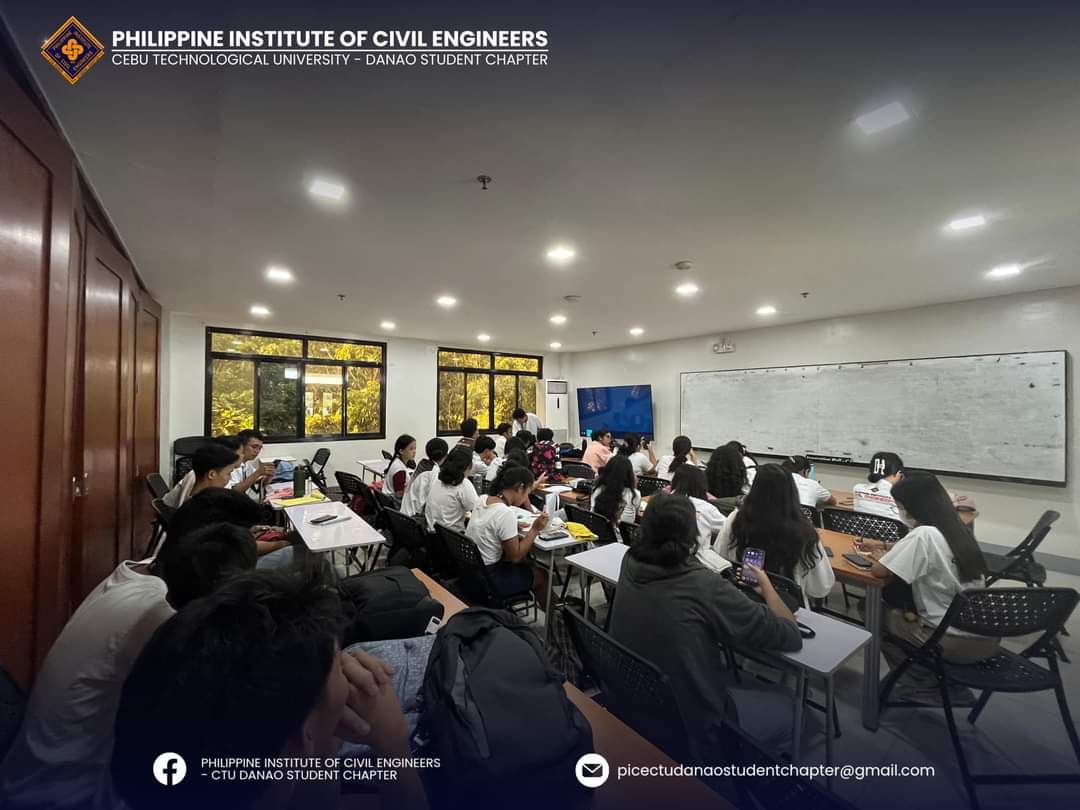 PHILIPPINE INSTITUTE OF CIVIL ENGINEERS
CEBU TECHNOLOGICAL UNIVERSITY - DANAO STUDENT CHAPTER
PHILIPPINE INSTITUTE OF CIVIL ENGINEERS
- CTU DANAO STUDENT CHAPTER
picectudanaostudentchapter@gmail.com